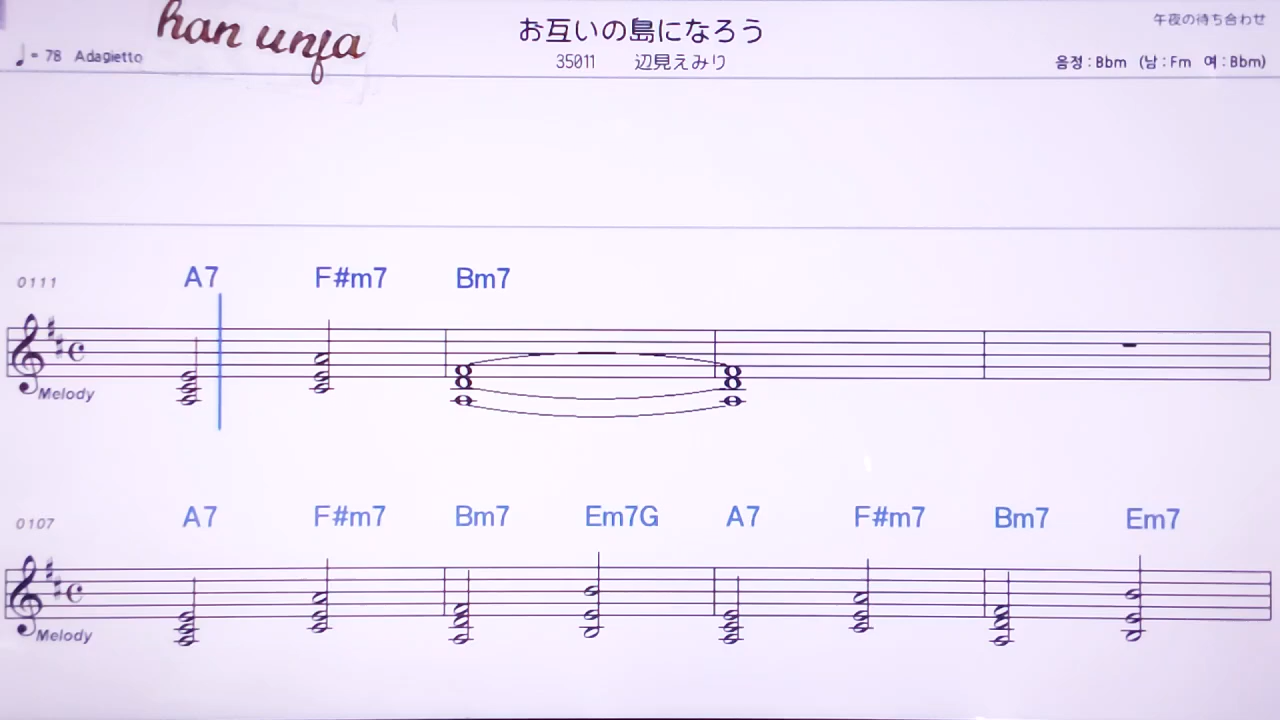 han unfa
お互いの島になろう
午夜の待ち合わせ
♩= 78 Adagietto
35011 辺見えみり
음정 : Bbm (남 : Fm 여 : Bbm)
0111 A7 F#m7 Bm7
Melody
0107 A7 F#m7 Bm7 Em7G A7 F#m7 Bm7 Em7
Melody